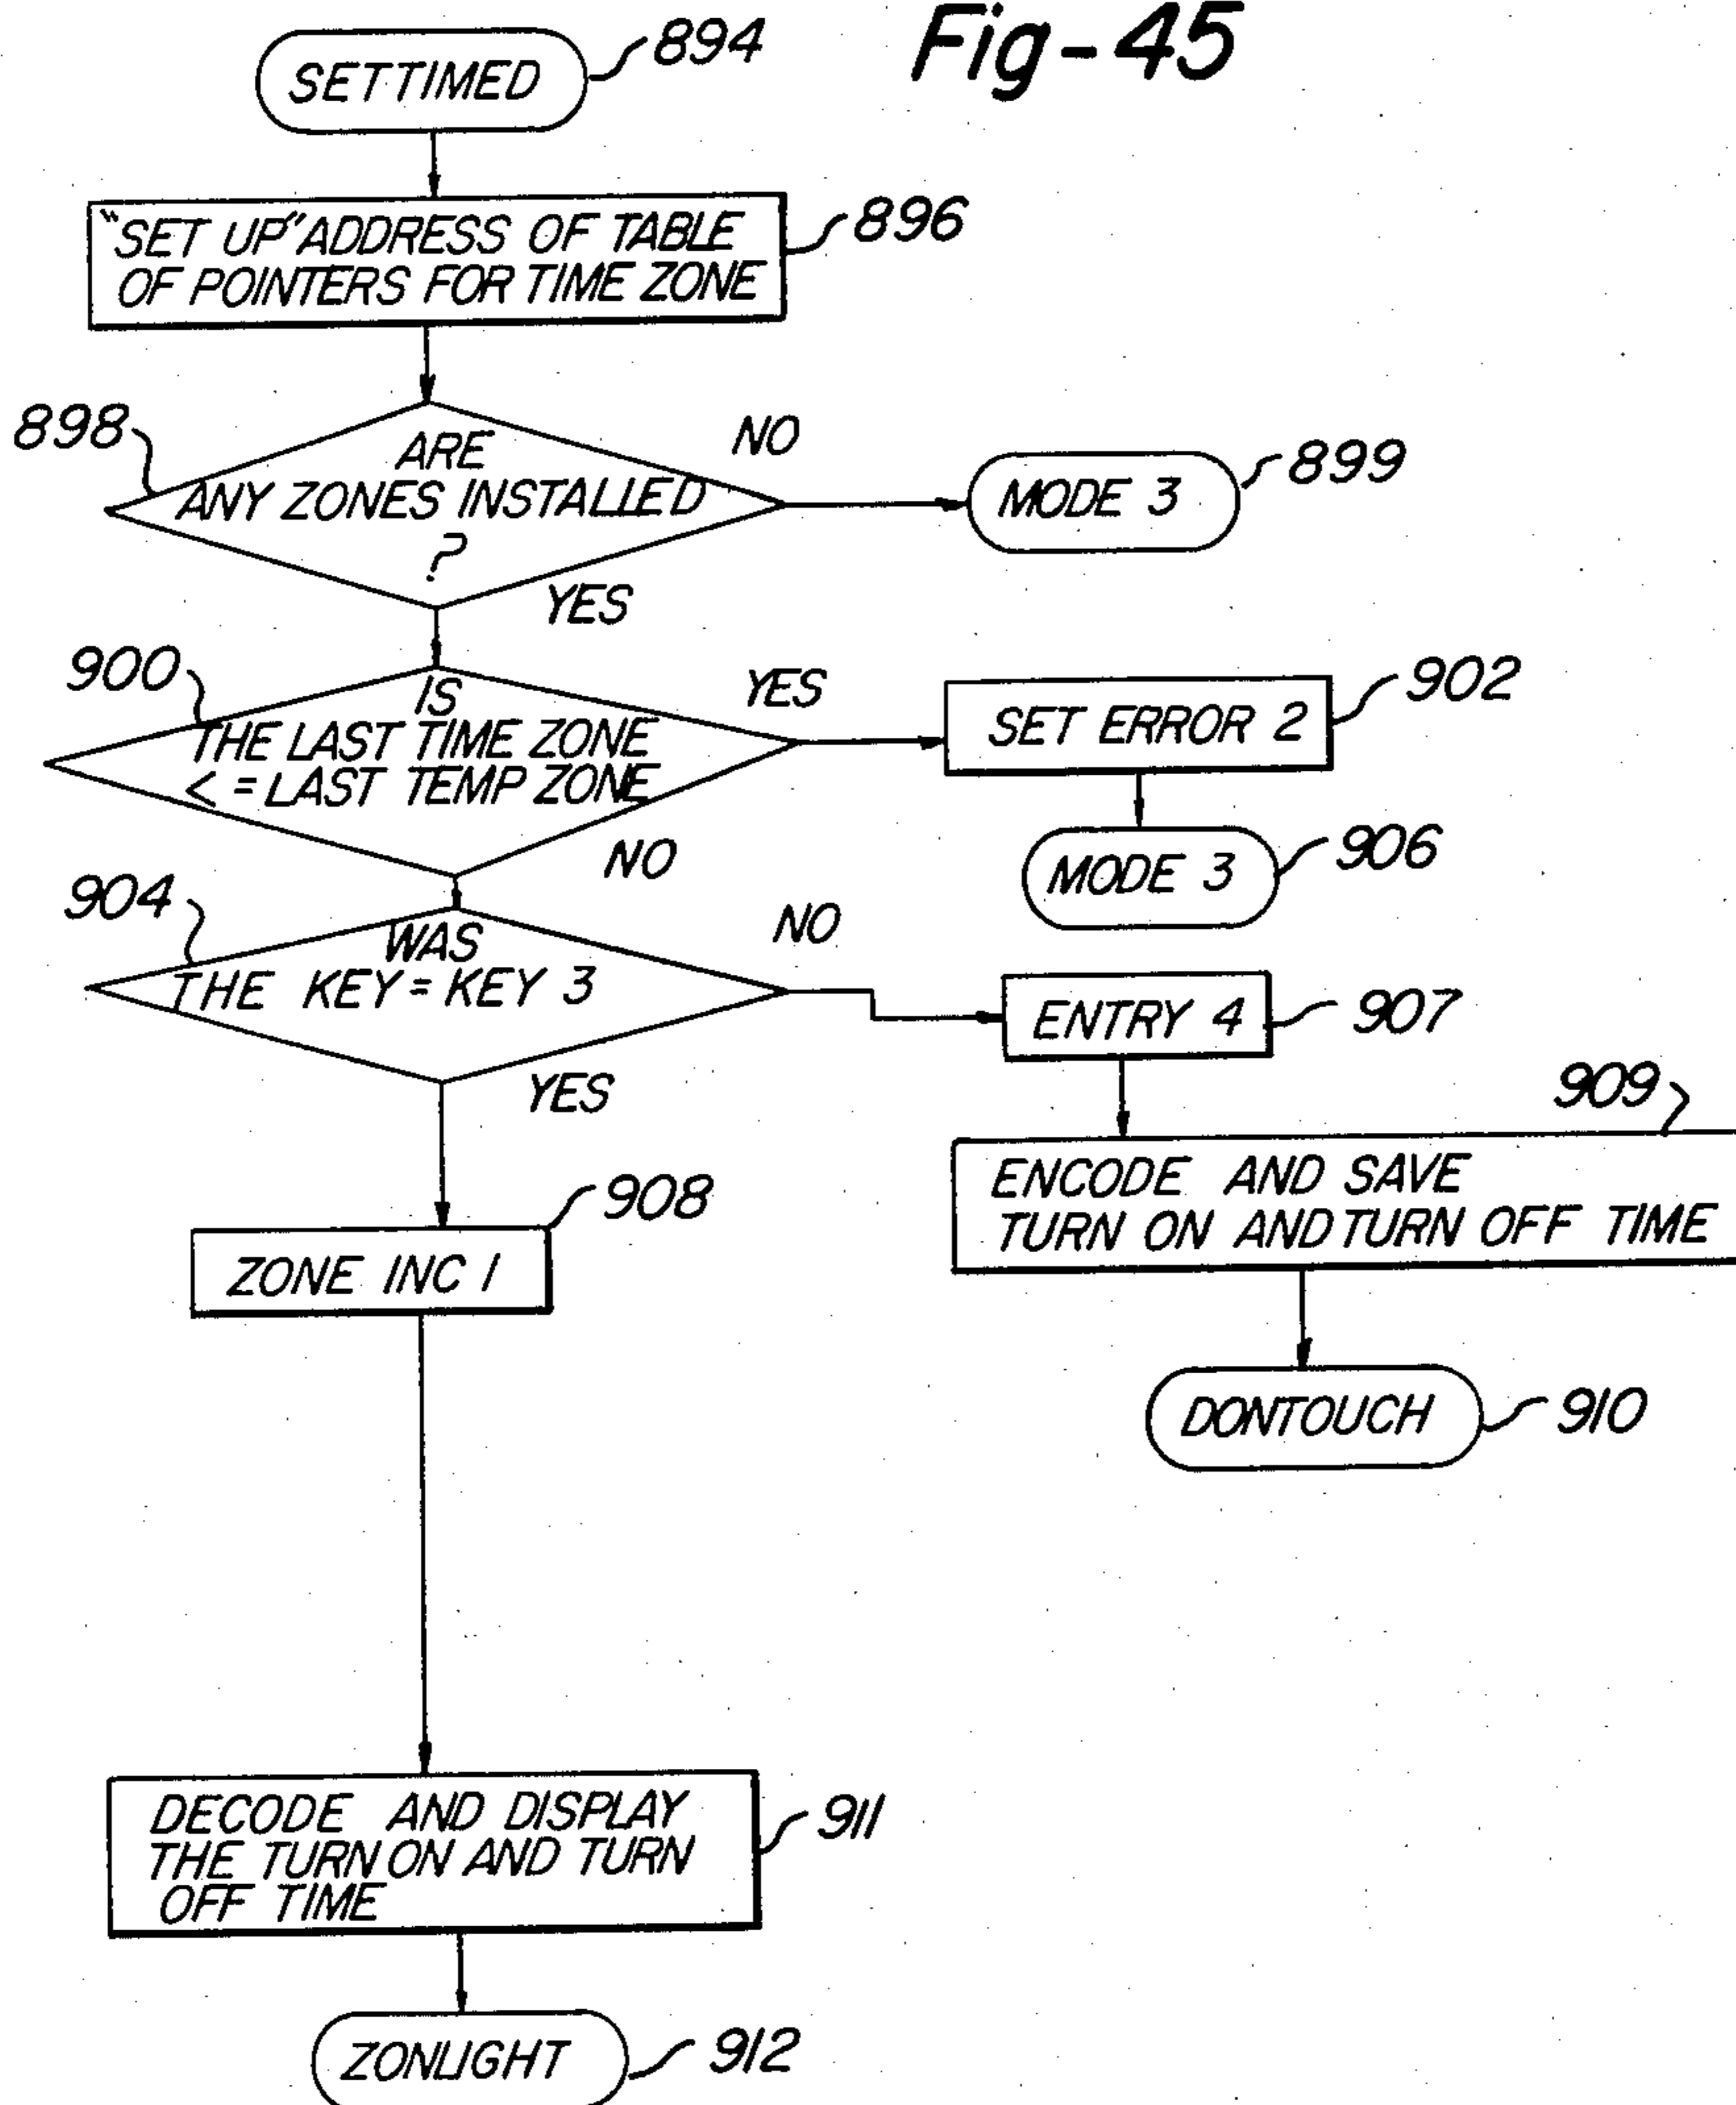 Fig-45
SETTIMED
894
"SET UP" ADDRESS OF TABLE
OF POINTERS FOR TIME ZONE
896
898
ARE
ANY ZONES INSTALLED
?
NO
MODE 3
899
YES
900
IS
THE LAST TIME ZONE
<= LAST TEMP ZONE
YES
SET ERROR 2
902
NO
MODE 3
906
904
WAS
THE KEY = KEY 3
NO
ENTRY 4
907
YES
909
ENCODE AND SAVE
TURN ON AND TURN OFF TIME
908
ZONE INC 1
DONTOUCH
910
DECODE AND DISPLAY
THE TURN ON AND TURN
OFF TIME
911
ZONLIGHT
912